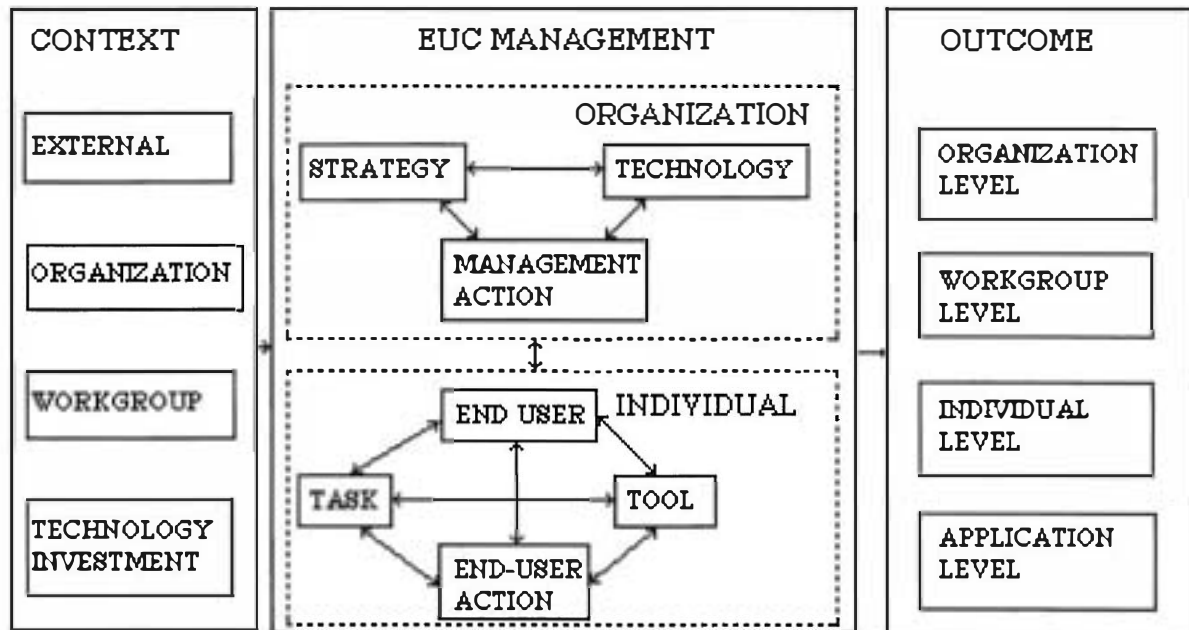 CONTEXT
EXTERNAL
ORGANIZATION
WORKGROUP
TECHNOLOGY
INVESTMENT
EUC MANAGEMENT
ORGANIZATION
STRATEGY
TECHNOLOGY
MANAGEMENT
ACTION
END USER
INDIVIDUAL
TASK
TOOL
END-USER
ACTION
OUTCOME
ORGANIZATION
LEVEL
WORKGROUP
LEVEL
INDIVIDUAL
LEVEL
APPLICATION
LEVEL